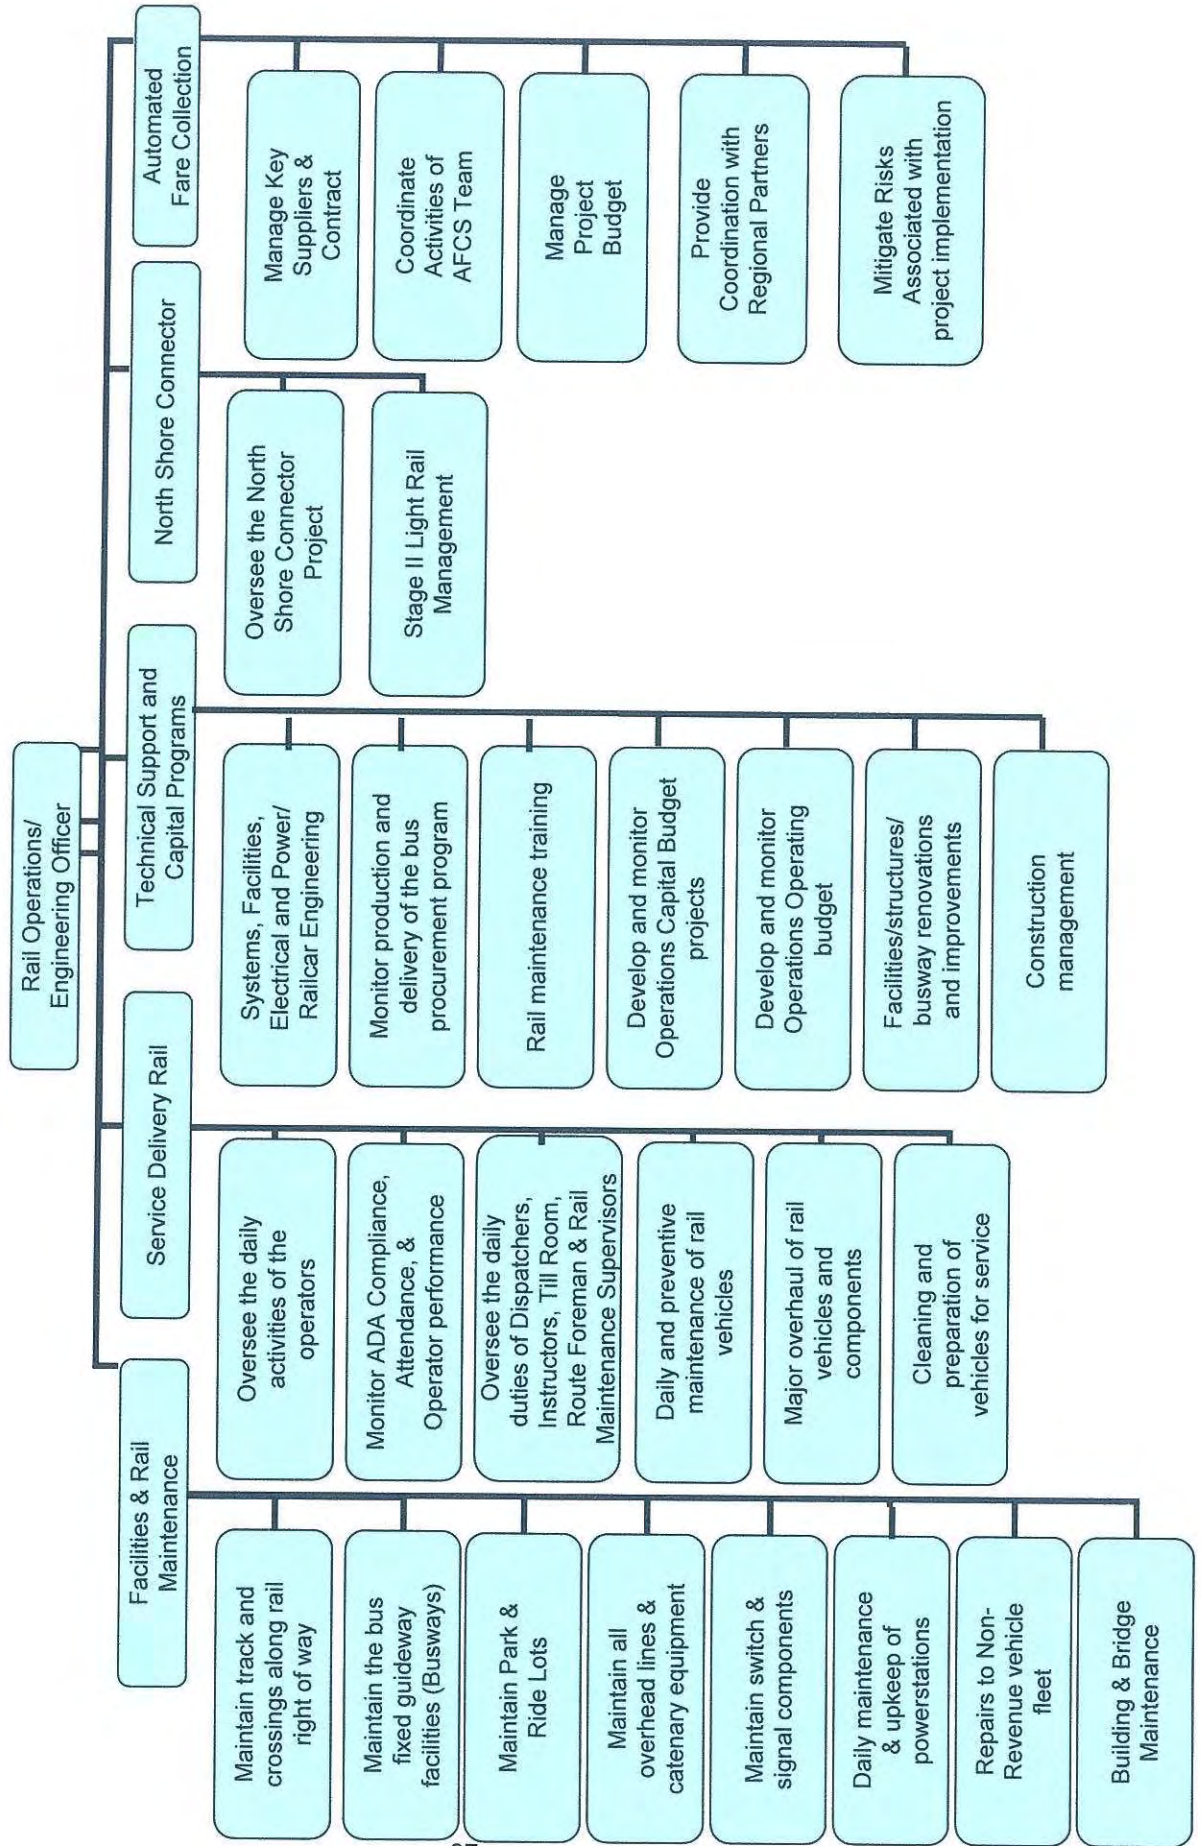 Rail Operations/
Engineering Officer
Facilities & Rail
Maintenance
Maintain track and
crossings along rail
right of way
Maintain the bus
fixed guideway
facilities (Busways)
Maintain Park &
Ride Lots
Maintain all
overhead lines &
catenary equipment
Maintain switch &
signal components
Daily maintenance
& upkeep of
powerstations
Repairs to Non-
Revenue vehicle
fleet
Building & Bridge
Maintenance
Service Delivery Rail
Oversee the daily
activities of the
operators
Monitor ADA Compliance,
Attendance, &
Operator performance
Oversee the daily
duties of Dispatchers,
Instructors, Till Room,
Route Foreman & Rail
Maintenance Supervisors
Daily and preventive
maintenance of rail
vehicles
Major overhaul of rail
vehicles and
components
Cleaning and
preparation of
vehicles for service
Technical Support and
Capital Programs
Systems, Facilities,
Electrical and Power/
Railcar Engineering
Monitor production and
delivery of the bus
procurement program
Rail maintenance training
Develop and monitor
Operations Capital Budget
projects
Develop and monitor
Operations Operating
budget
Facilities/structures/
busway renovations
and improvements
Construction
management
North Shore Connector
Oversee the North
Shore Connector
Project
Stage II Light Rail
Management
Automated
Fare Collection
Manage Key
Suppliers &
Contract
Coordinate
Activities of
AFCS Team
Manage
Project
Budget
Provide
Coordination with
Regional Partners
Mitigate Risks
Associated with
project implementation